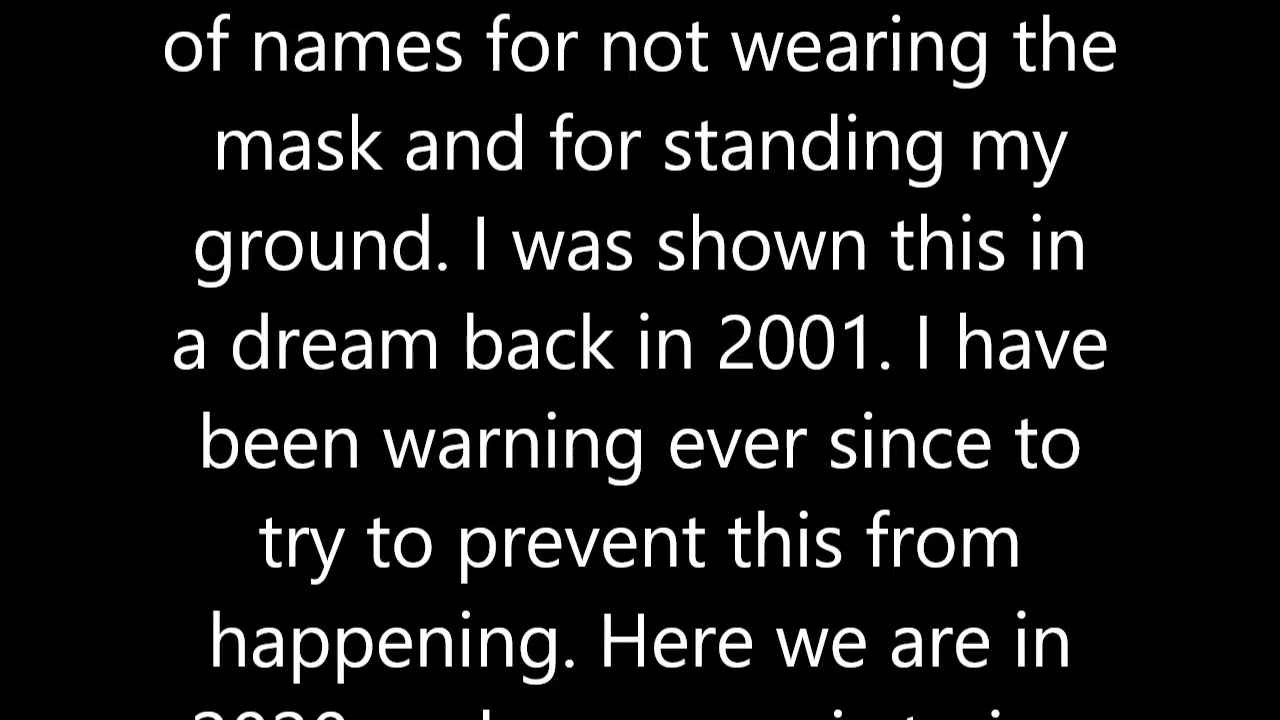 of names for not wearing the
mask and for standing my
ground. I was shown this in
a dream back in 2001. I have
been warning ever since to
try to prevent this from
happening. Here we are in
2020